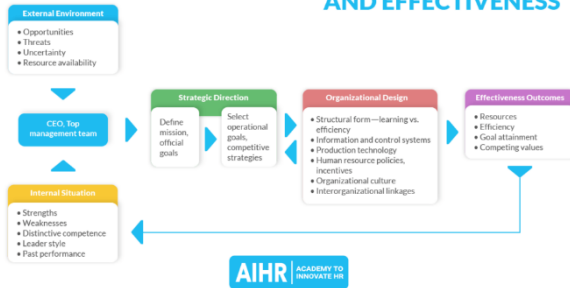 AND EFFECTIVENESS
External Environment
• Opportunities
• Threats
• Uncertainty
• Resource availability
CEO, Top
management team
Internal Situation
• Strengths
• Weaknesses
• Distinctive competence
• Leader style
• Past performance
Strategic Direction
Define
mission,
official
goals
Select
operational
goals,
competitive
strategies
Organizational Design
• Structural form—learning vs.
efficiency
• Information and control systems
• Production technology
• Human resource policies,
incentives
• Organizational culture
• Interorganizational linkages
Effectiveness Outcomes
• Resources
• Efficiency
• Goal attainment
• Competing values
AIHR
ACADEMY TO
INNOVATE HR